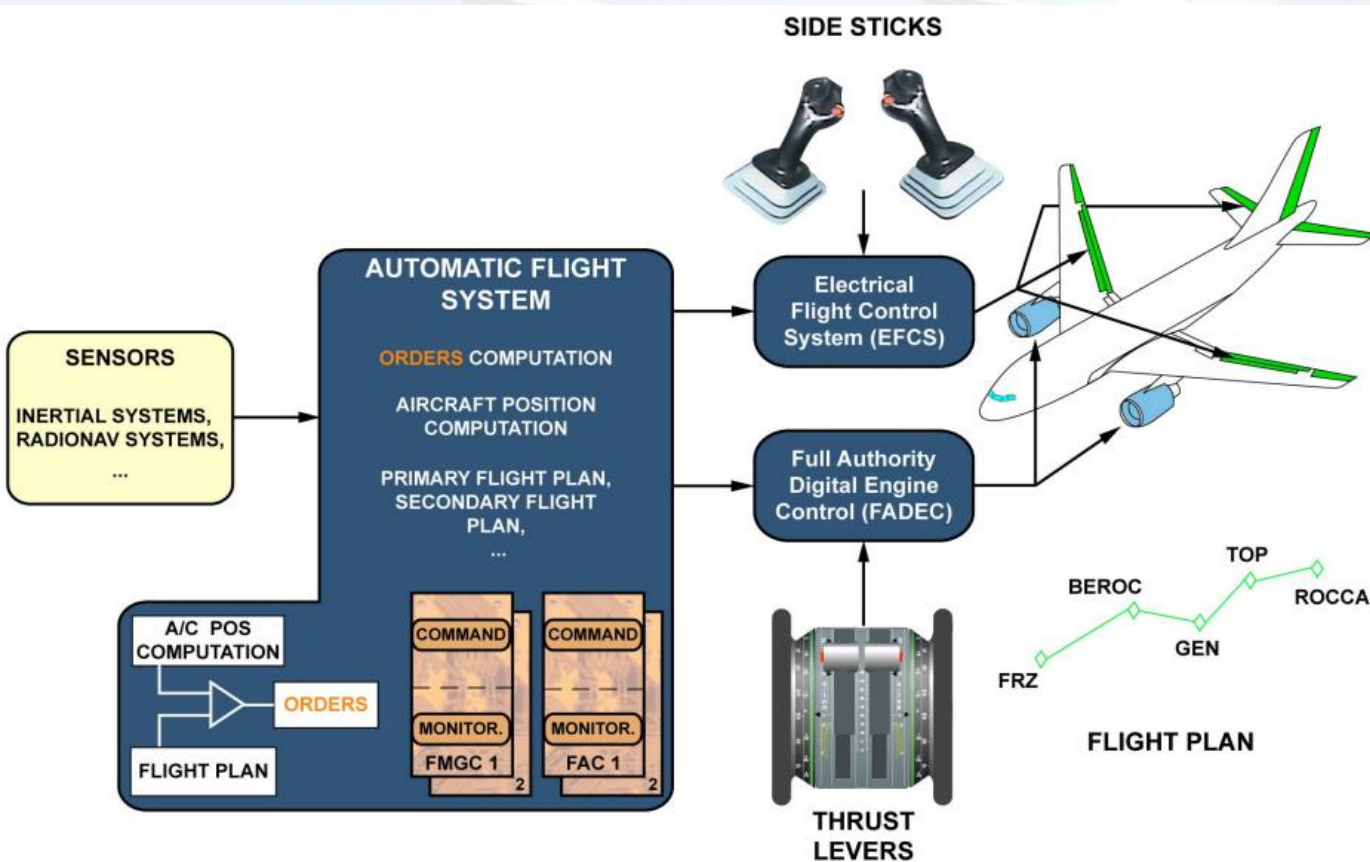 SIDE STICKS
AUTOMATIC FLIGHT
SYSTEM
ORDERS COMPUTATION
AIRCRAFT POSITION
COMPUTATION
PRIMARY FLIGHT PLAN,
SECONDARY FLIGHT
PLAN,
...
SENSORS
INERTIAL SYSTEMS,
RADIONAV SYSTEMS,
...
Electrical
Flight Control
System (EFCS)
Full Authority
Digital Engine
Control (FADEC)
A/C POS
COMPUTATION
ORDERS
FLIGHT PLAN
COMMAND
MONITOR.
FMGC 1
2
COMMAND
MONITOR.
FAC 1
2
THRUST
LEVERS
FRZ
BEROC
GEN
TOP
ROCCA
FLIGHT PLAN